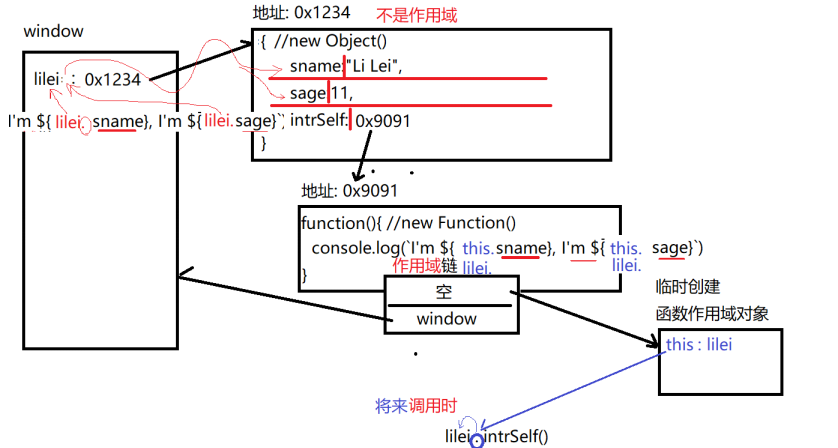 地址: 0x1234 不是作用域
window
{ //new Object()
sname:"Li Lei",
lilei : 0x1234
sage:11,
I'm ${ lilei. sname}, I'm ${lilei.sage}`) intrSelf: 0x9091
}
地址: 0x9091
function(){ //new Function()
console.log(`I'm ${ this. sname}, I'm ${ this. sage}`)
lilei. lilei.
}
作用域链
空
window
临时创建
函数作用域对象
this : lilei
将来调用时
lilei.intrSelf()